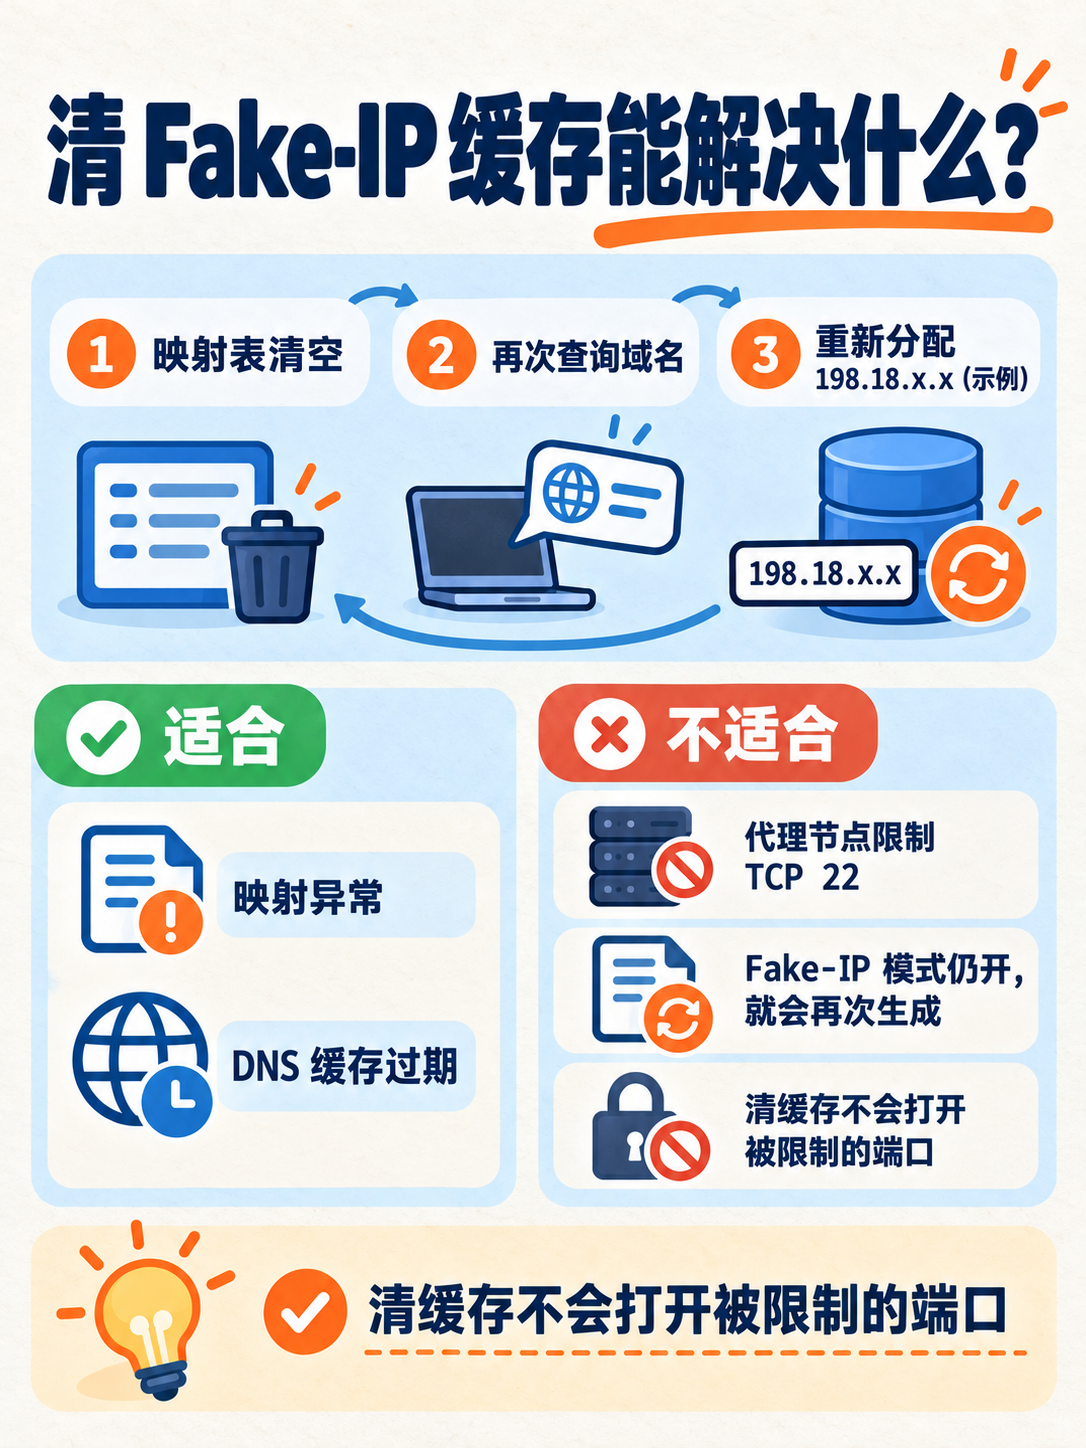 清 Fake-IP 缓存能解决什么?
1 映射表清空
2 再次查询域名
3 重新分配
198.18.x.x (示例)
198.18.x.x
适合
映射异常
DNS 缓存过期
不适合
代理节点限制
TCP 22
Fake-IP 模式仍开,
就会再次生成
清缓存不会打开
被限制的端口
清缓存不会打开被限制的端口